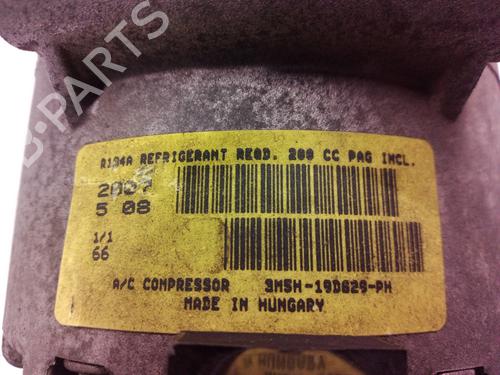 R134A REFRIGERANT REQD. 200 CC PAG INCL.
2807
5 08
1/1
66
A/C COMPRESSOR 3M5H-19D629-PH
MADE IN HUNGARY
B-PARTS